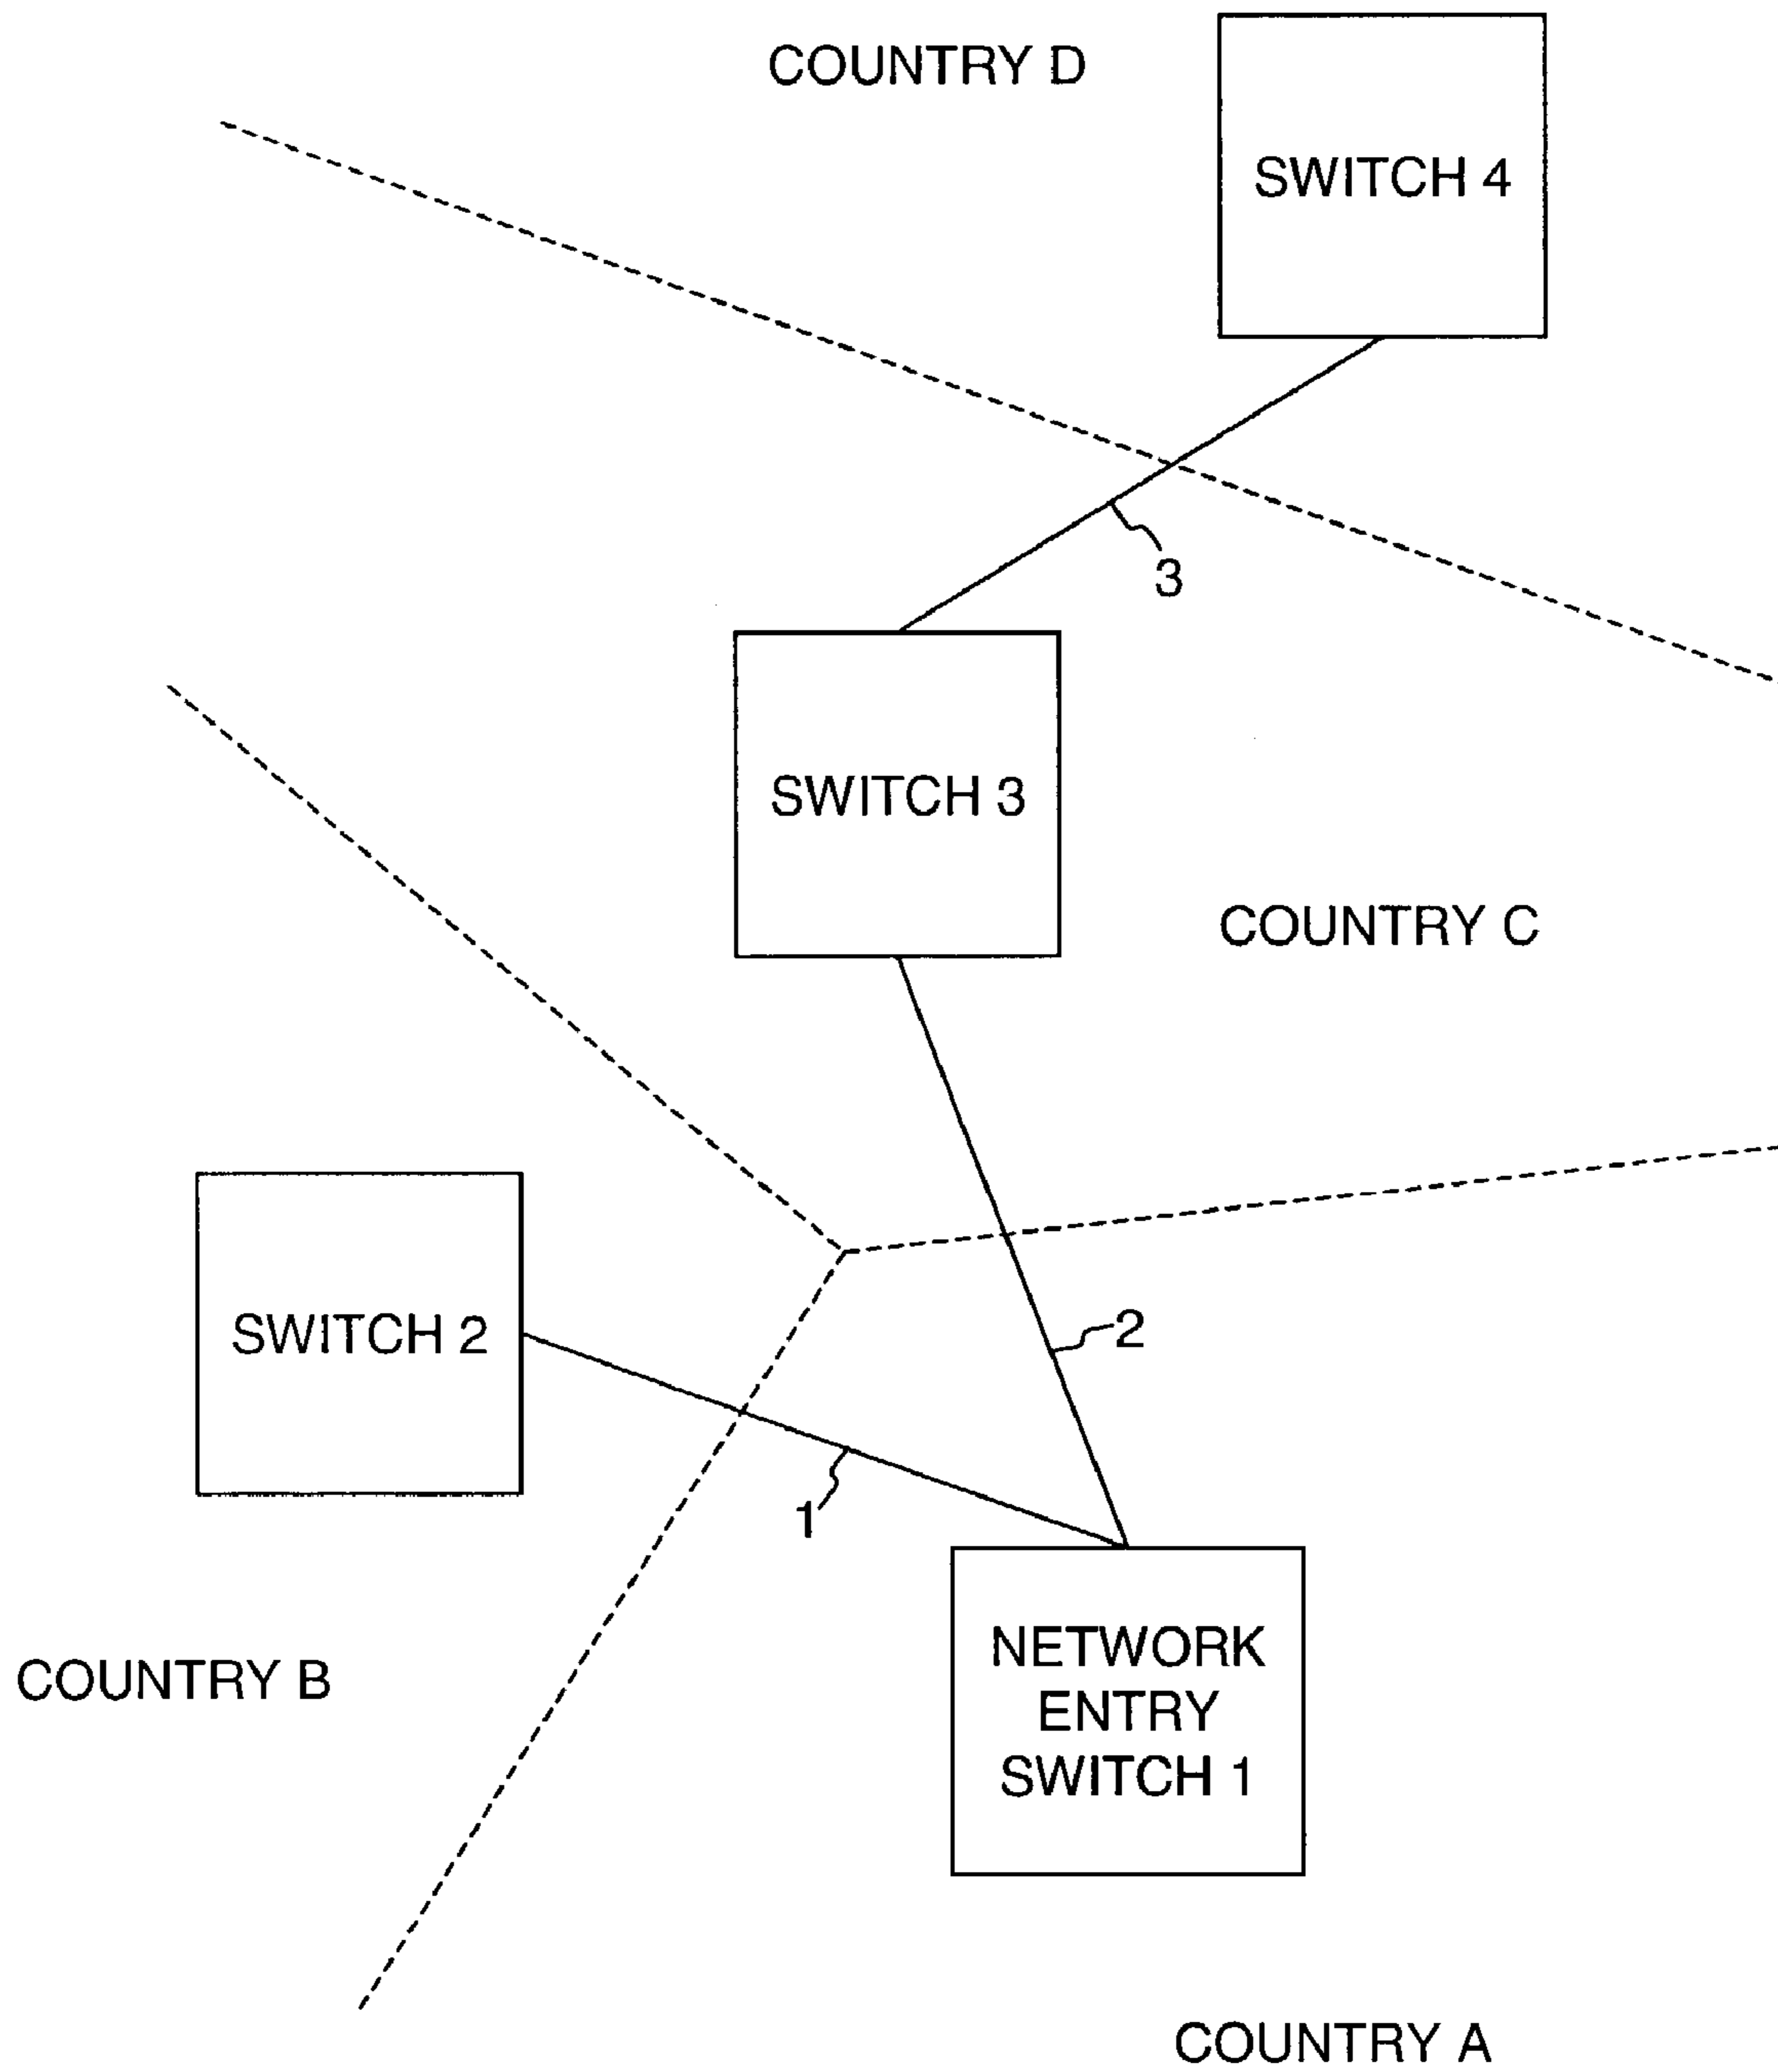 COUNTRY D
SWITCH 4
3
SWITCH 3
COUNTRY C
SWITCH 2
2
1
NETWORK
ENTRY
SWITCH 1
COUNTRY B
COUNTRY A